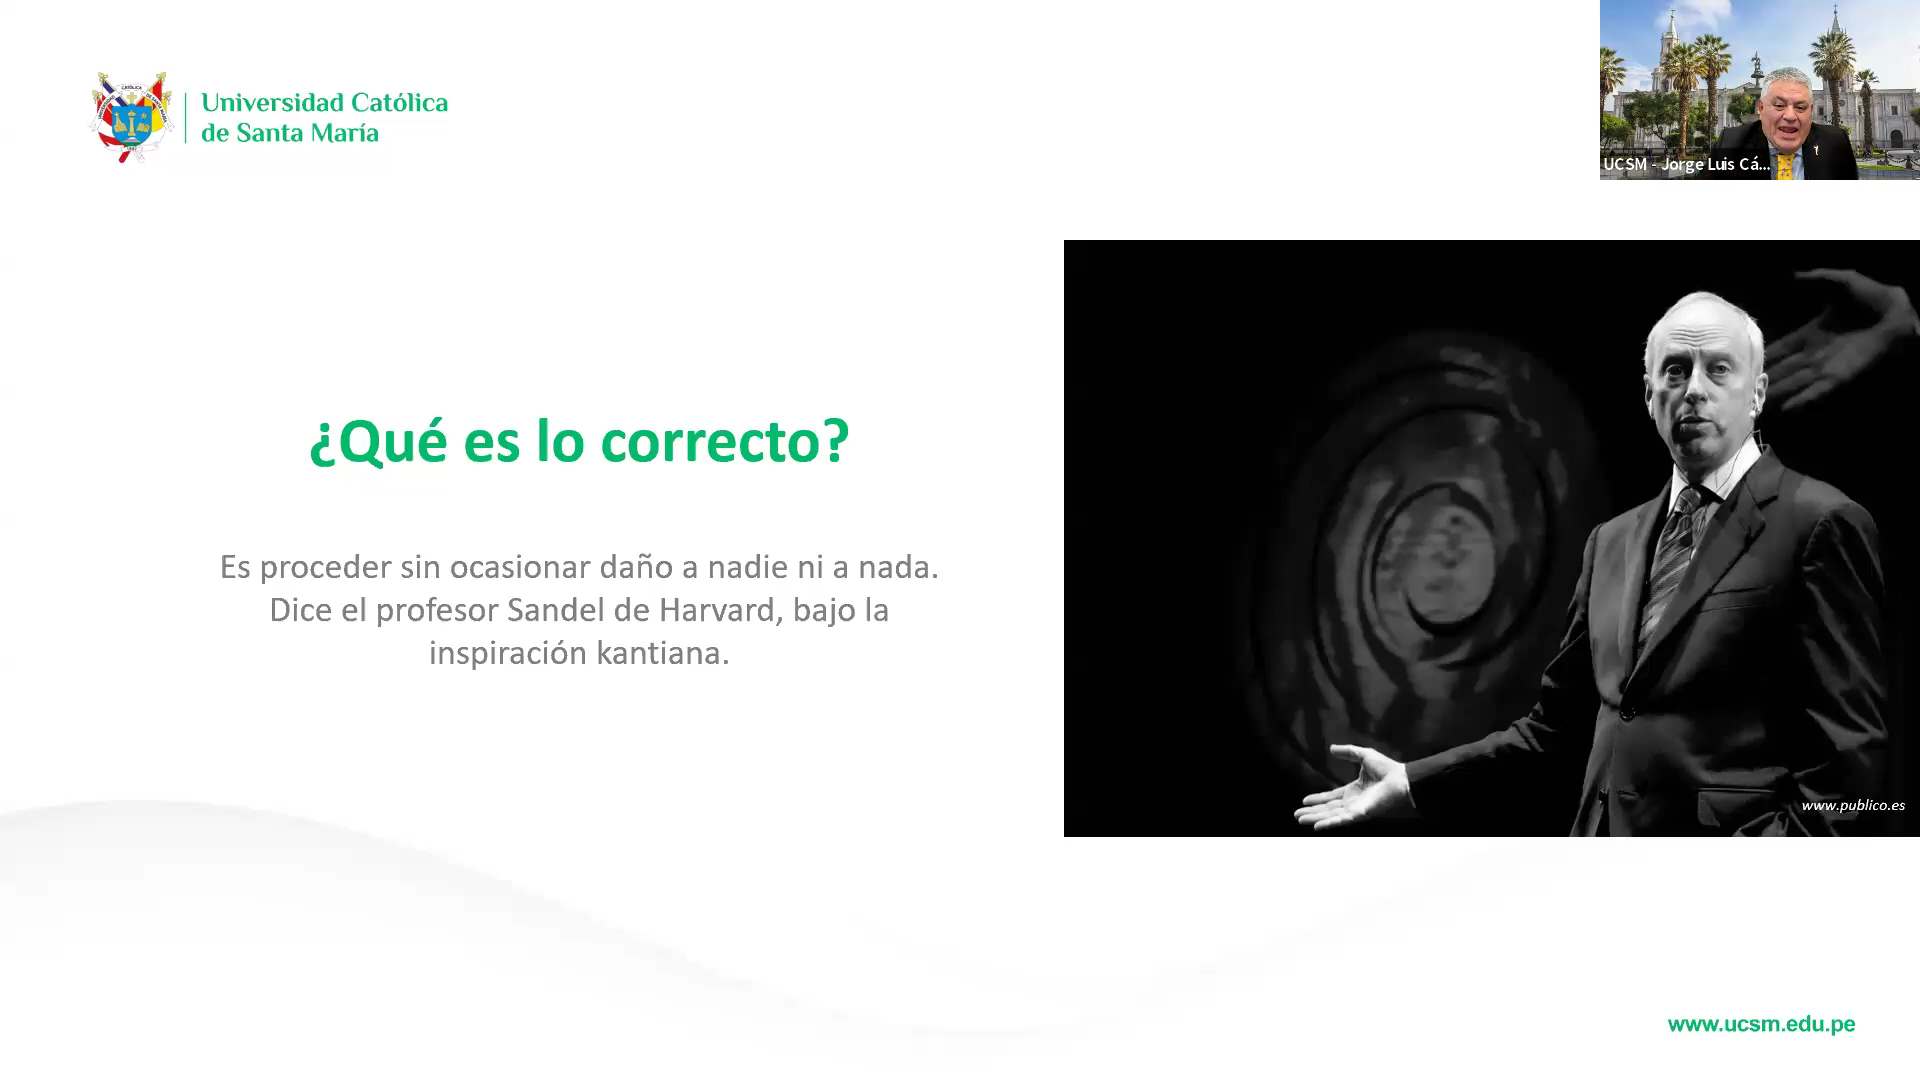 Universidad Católica
de Santa María
UCSM - Jorge Luis Cá...
¿Qué es lo correcto?
Es proceder sin ocasionar daño a nadie ni a nada.
Dice el profesor Sandel de Harvard, bajo la
inspiración kantiana.
www.publico.es
www.ucsm.edu.pe